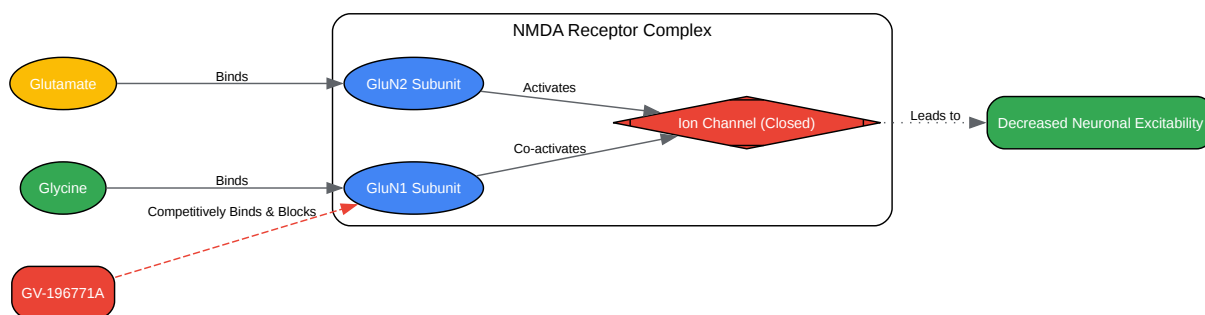 NMDA Receptor Complex
Glutamate
Binds
GluN2 Subunit
Activates
Ion Channel (Closed)
Leads to
Decreased Neuronal Excitability
Co-activates
Glycine
Binds
GluN1 Subunit
Competitively Binds & Blocks
GV-196771A